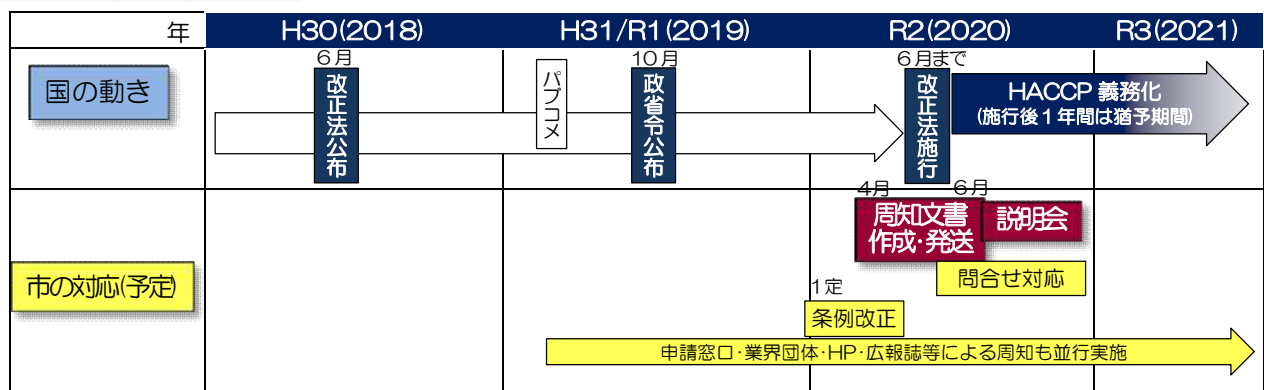 年
H30(2018)
H31/R1(2019)
R2(2020)
R3(2021)
国の動き
6月
改正法公布
パブコメ
10月
政省令公布
6月まで
改正法施行
HACCP 義務化
(施行後1年間は猶予期間)
市の対応(予定)
4月
6月
周知文書
作成・発送
説明会
問合せ対応
1定
条例改正
申請窓口・業界団体・HP・広報誌等による周知も並行実施